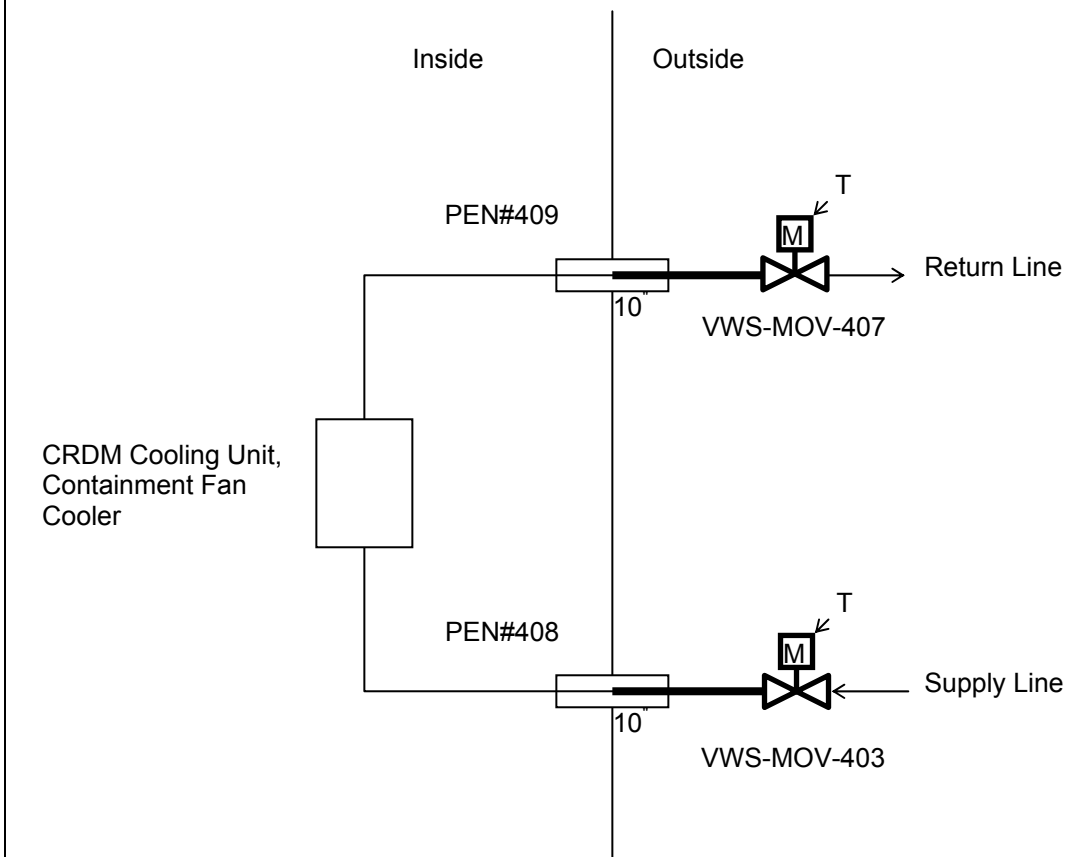 Inside
Outside
T
PEN#409
M
Return Line
10"
VWS-MOV-407
CRDM Cooling Unit,
Containment Fan
Cooler
T
PEN#408
M
Supply Line
10"
VWS-MOV-403